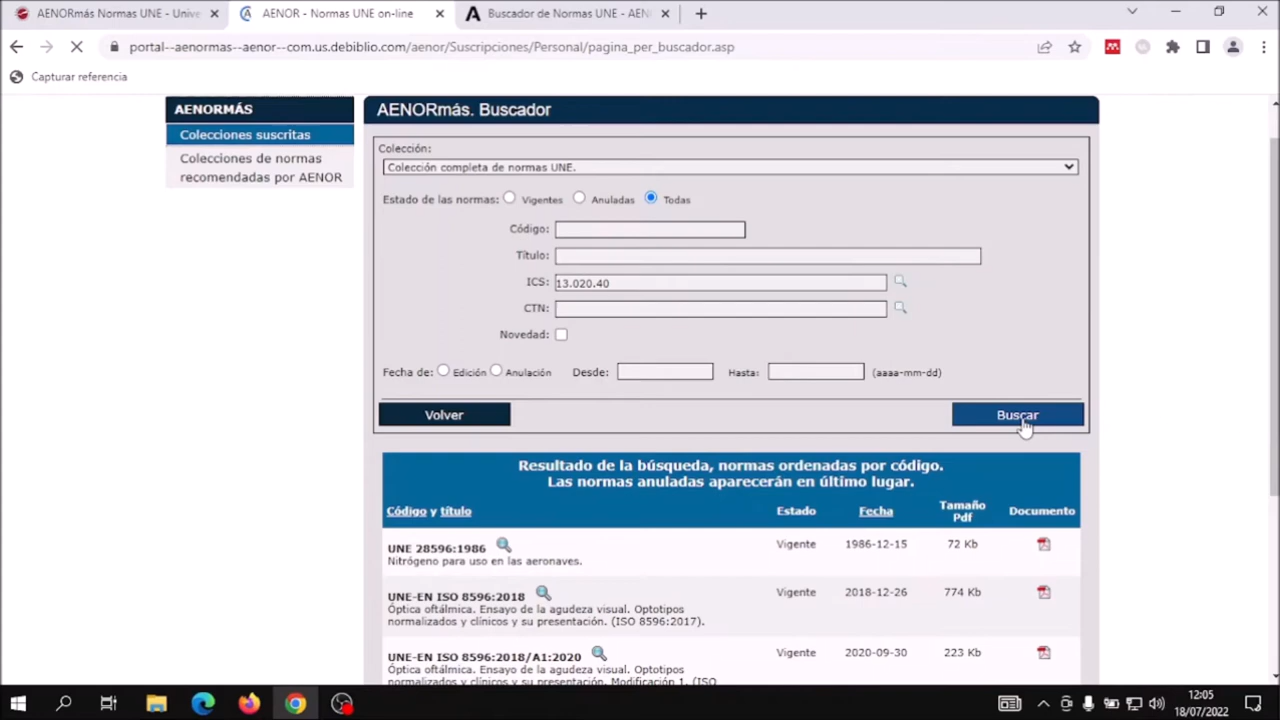 AENORmás Normas UNE - Unive
AENOR - Normas UNE on-line
Buscador de Normas UNE - AEN
portal--aenormas--aenor--com.us.debiblio.com/aenor/Suscripciones/Personal/pagina_per_buscador.asp
Capturar referencia
AENORMÁS
Colecciones suscritas
Colecciones de normas
recomendadas por AENOR
AENORmás. Buscador
Colección:
Colección completa de normas UNE.
Estado de las normas: Vigentes Anuladas Todas
Código:
Título:
ICS: 13.020.40
CTN:
Novedad:
Fecha de: Edición Anulación Desde: Hasta: (aaaa-mm-dd)
Volver
Buscar
Resultado de la búsqueda, normas ordenadas por código.
Las normas anuladas aparecerán en último lugar.
Código y título Estado Fecha Tamaño Pdf Documento
UNE 28596:1986 Vigente 1986-12-15 72 Kb
Nitrógeno para uso en las aeronaves.
UNE-EN ISO 8596:2018 Vigente 2018-12-26 774 Kb
Óptica oftálmica. Ensayo de la agudeza visual. Optotipos
normalizados y clínicos y su presentación. (ISO 8596:2017).
UNE-EN ISO 8596:2018/A1:2020 Vigente 2020-09-30 223 Kb
Óptica oftálmica. Ensayo de la agudeza visual. Optotipos
normalizados y clínicos y su presentación. Modificación 1. (ISO
12:05
18/07/2022